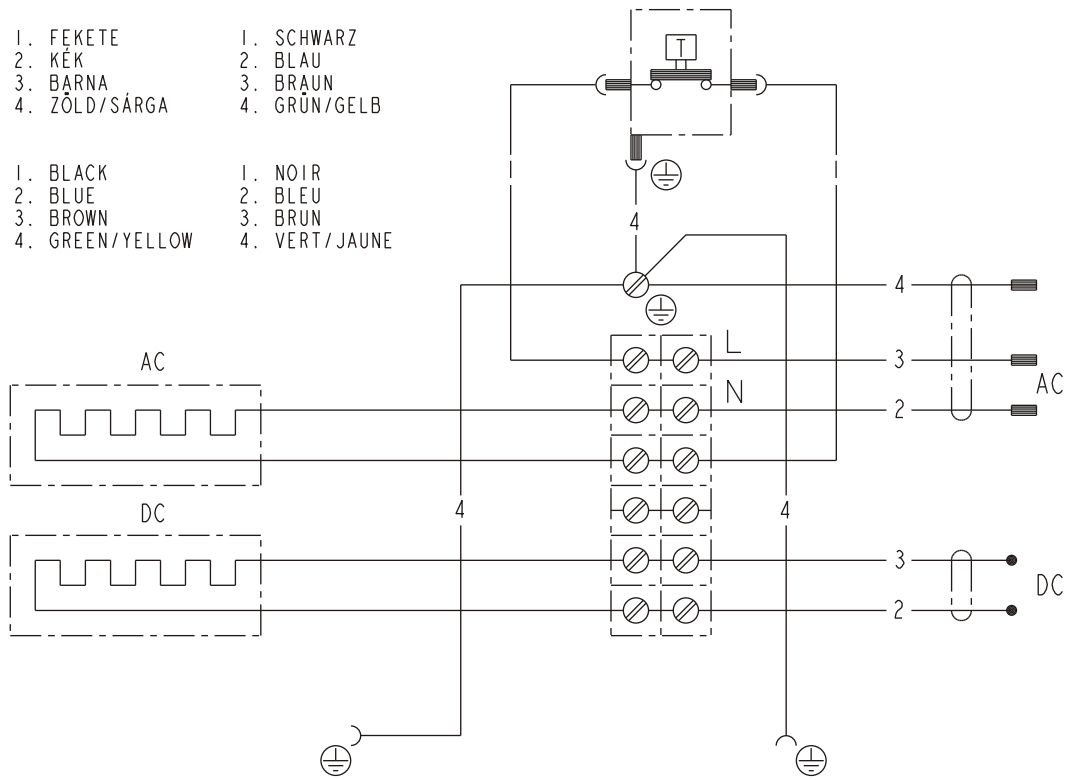 1. FEKETE
2. KÉK
3. BARNA
4. ZÖLD/SÁRGA
1. SCHWARZ
2. BLAU
3. BRAUN
4. GRÜN/GELB
1. BLACK
2. BLUE
3. BROWN
4. GREEN/YELLOW
1. NOIR
2. BLEU
3. BRUN
4. VERT/JAUNE
T
4
4
L
3
AC
N
AC
2
DC
4
4
3
DC
2